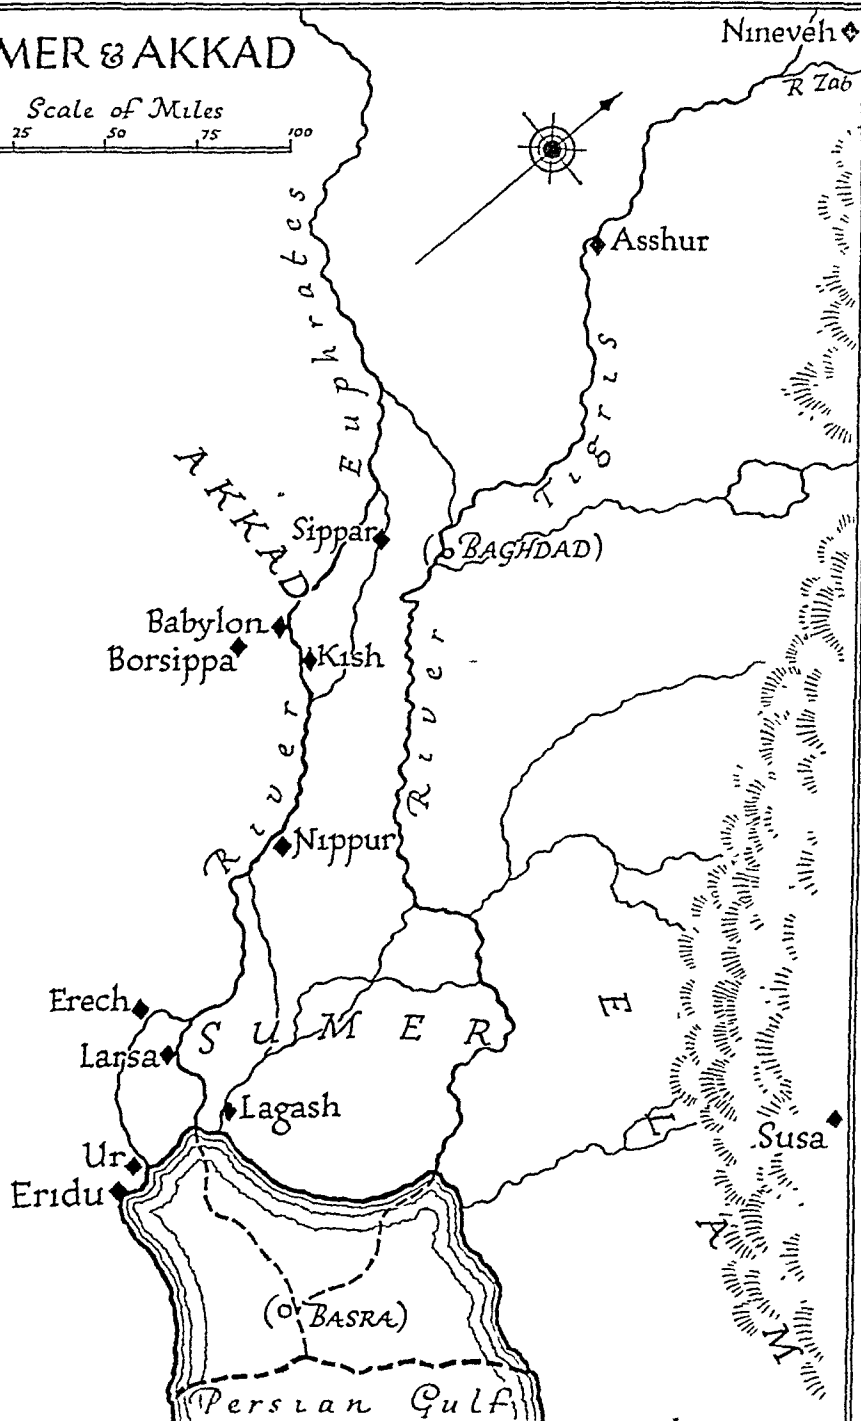 MER & AKKAD
Scale of Miles
25 50 75 100
Nineveh
R Zab
Asshur
Euphrates
Tigris
AKKAD
Sippar
(BAGHDAD)
Babylon
Borsippa
Kish
River
River
Nippur
Erech
SUMER
Larsa
Lagash
ELAM
Susa
Ur
Eridu
(BASRA)
Persian Gulf